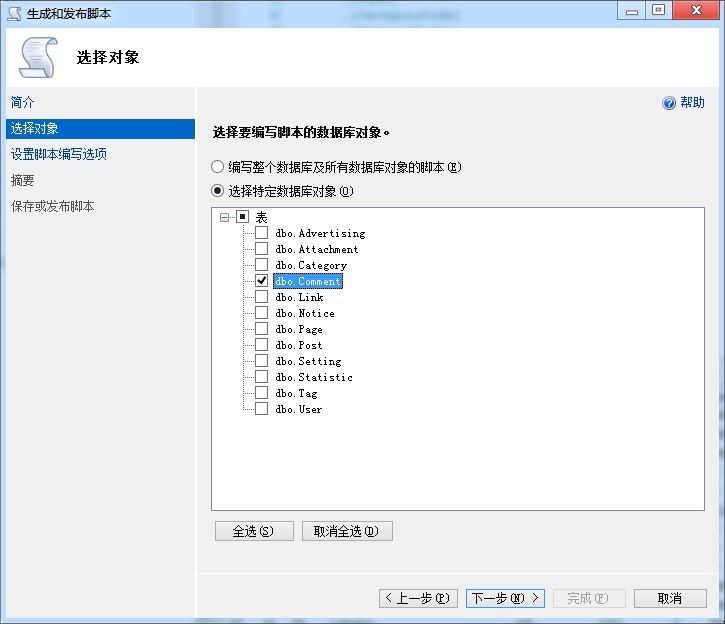 生成和发布脚本
选择对象
简介
选择对象
设置脚本编写选项
摘要
保存或发布脚本
帮助
选择要编写脚本的数据库对象。
编写整个数据库及所有数据库对象的脚本(E)
选择特定数据库对象(O)
表
dbo.Advertising
dbo.Attachment
dbo.Category
dbo.Comment
dbo.Link
dbo.Notice
dbo.Page
dbo.Post
dbo.Setting
dbo.Statistic
dbo.Tag
dbo.User
全选(S)
取消全选(D)
< 上一步(P)
下一步(N) >
完成(F)
取消